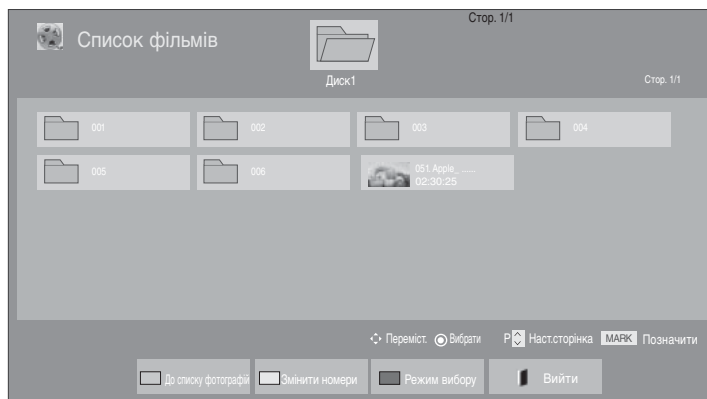 Стор. 1/1
Список фільмів
Диск1
Стор. 1/1
001 002 003 004
005 006 051. Apple_ ......
02:30:25
Переміст. Вибрати P Наст.сторінка MARK Позначити
До списку фотографій Змінити номери Режим вибору Вийти